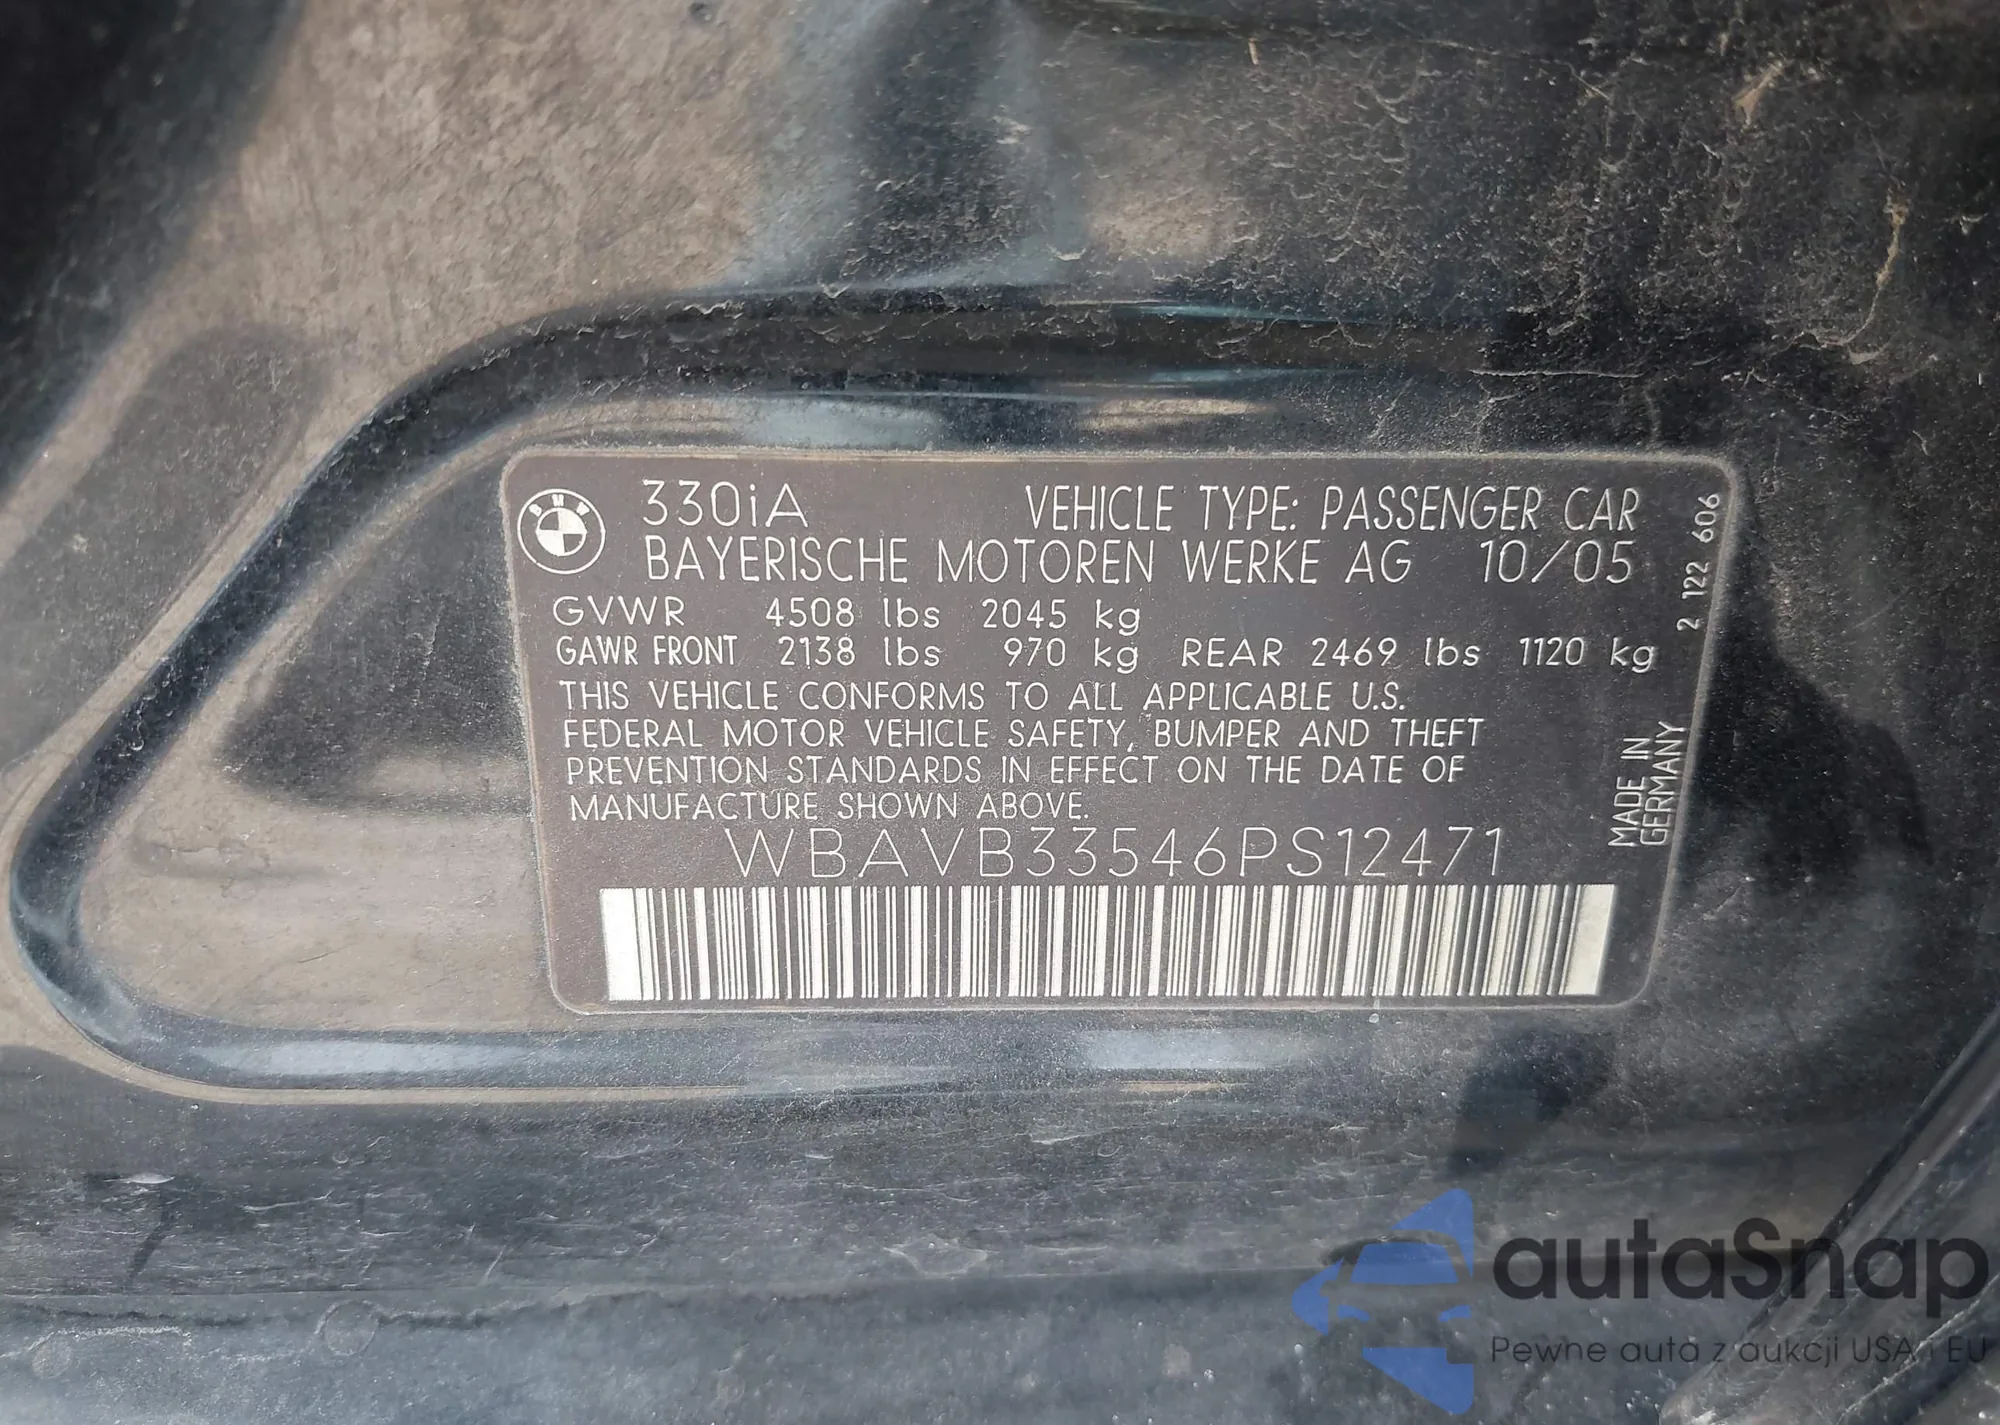 330iA VEHICLE TYPE: PASSENGER CAR
BAYERISCHE MOTOREN WERKE AG 10/05
GVWR 4508 lbs 2045 kg
GAWR FRONT 2138 lbs 970 kg REAR 2469 lbs 1120 kg
THIS VEHICLE CONFORMS TO ALL APPLICABLE U.S.
FEDERAL MOTOR VEHICLE SAFETY, BUMPER AND THEFT
PREVENTION STANDARDS IN EFFECT ON THE DATE OF
MANUFACTURE SHOWN ABOVE.
WBAVB33546PS12471
2 122 606
MADE IN
GERMANY
BMW
autaSnap
Pewne auta z aukcji USA i EU